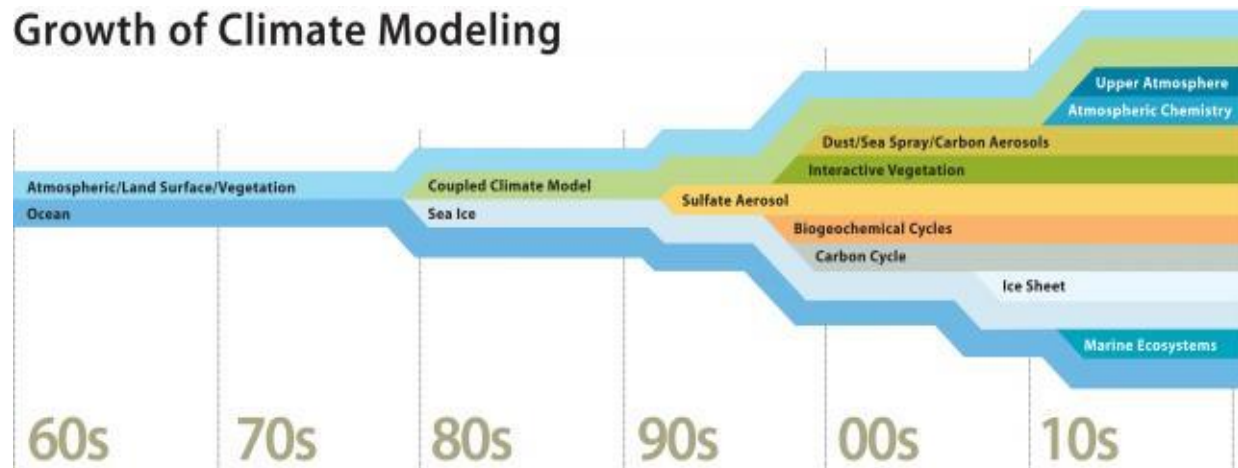 Growth of Climate Modeling
Upper Atmosphere
Atmospheric Chemistry
Dust/Sea Spray/Carbon Aerosols
Interactive Vegetation
Atmospheric/Land Surface/Vegetation
Coupled Climate Model
Sulfate Aerosol
Ocean
Sea Ice
Biogeochemical Cycles
Carbon Cycle
Ice Sheet
Marine Ecosystems
60s 70s 80s 90s 00s 10s